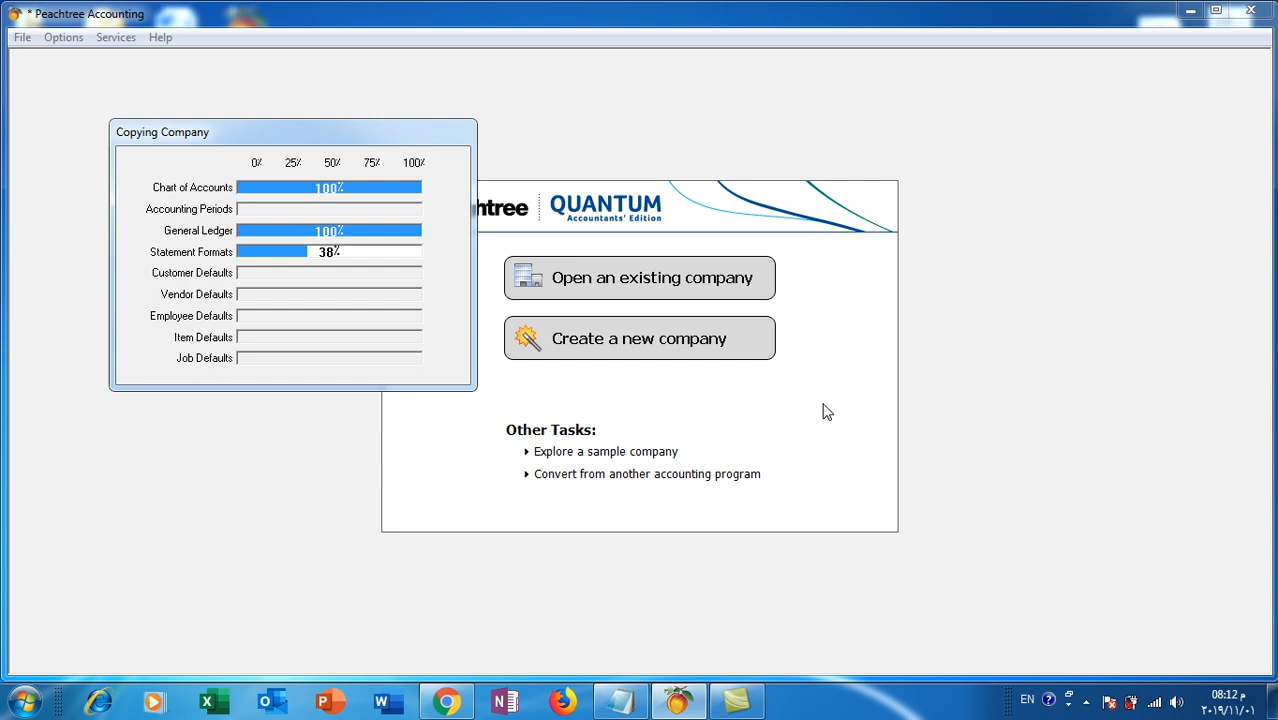 * Peachtree Accounting
File Options Services Help
Copying Company
0% 25% 50% 75% 100%
Chart of Accounts 100%
Accounting Periods
General Ledger 100%
Statement Formats 38%
Customer Defaults
Vendor Defaults
Employee Defaults
Item Defaults
Job Defaults
htree QUANTUM
Accountants' Edition
Open an existing company
Create a new company
Other Tasks:
Explore a sample company
Convert from another accounting program
EN
08:12 م
٢٠١٩/١١/٠١